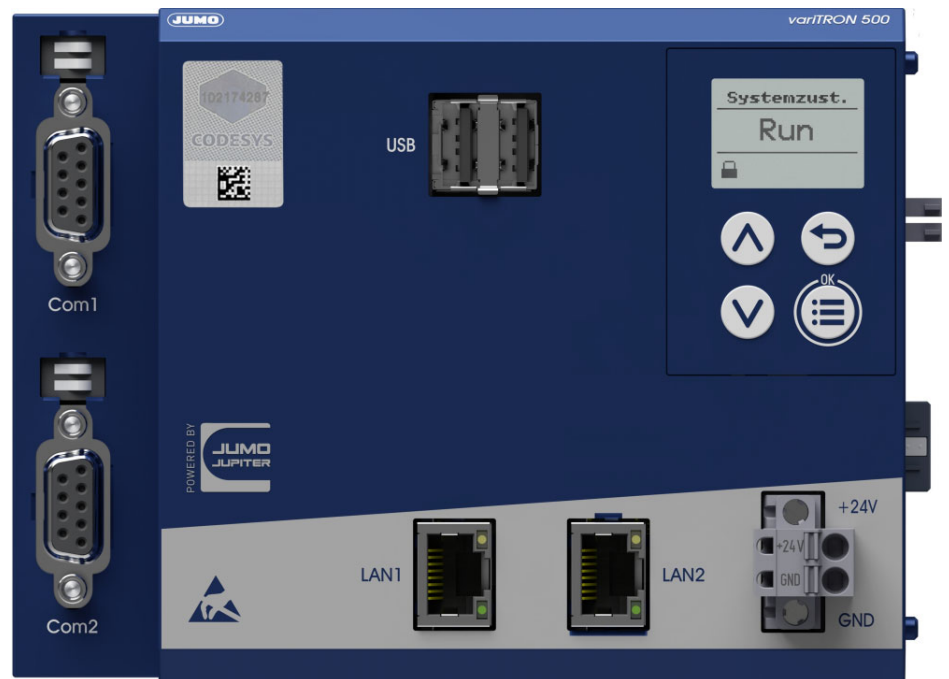 JUMO
variTRON 500
Com1
102174267
CODESYS
USB
Systemzust.
Run
OK
POWERED BY
JUMO
JUPITER
+24V
+24V
GND
GND
LAN1
LAN2
Com2